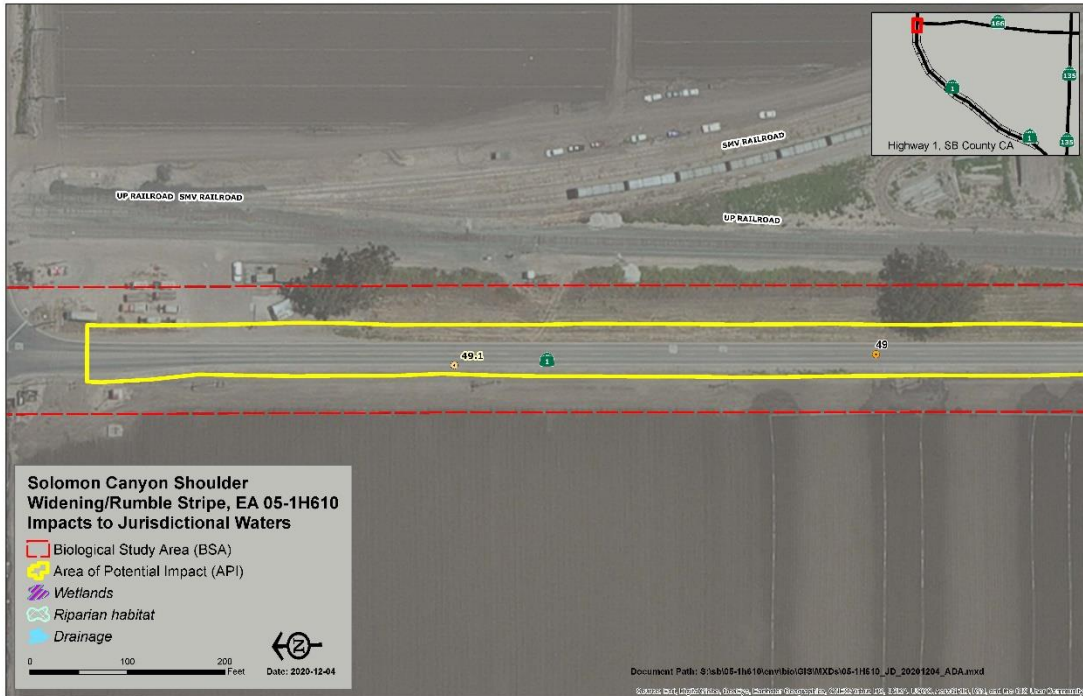 166
135
1
1
135
Highway 1, SB County CA
SMV RAILROAD
UP RAILROAD SMV RAILROAD
UP RAILROAD
49.1
1
49
Solomon Canyon Shoulder
Widening/Rumble Stripe, EA 05-1H610
Impacts to Jurisdictional Waters
Biological Study Area (BSA)
Area of Potential Impact (API)
Wetlands
Riparian habitat
Drainage
N
0 100 200
Feet
Date: 2020-12-04
Document Path: S:\sb\05-1h610\env\bio\GIS\MXDs\05-1H610_JD_20201204_ADA.mxd